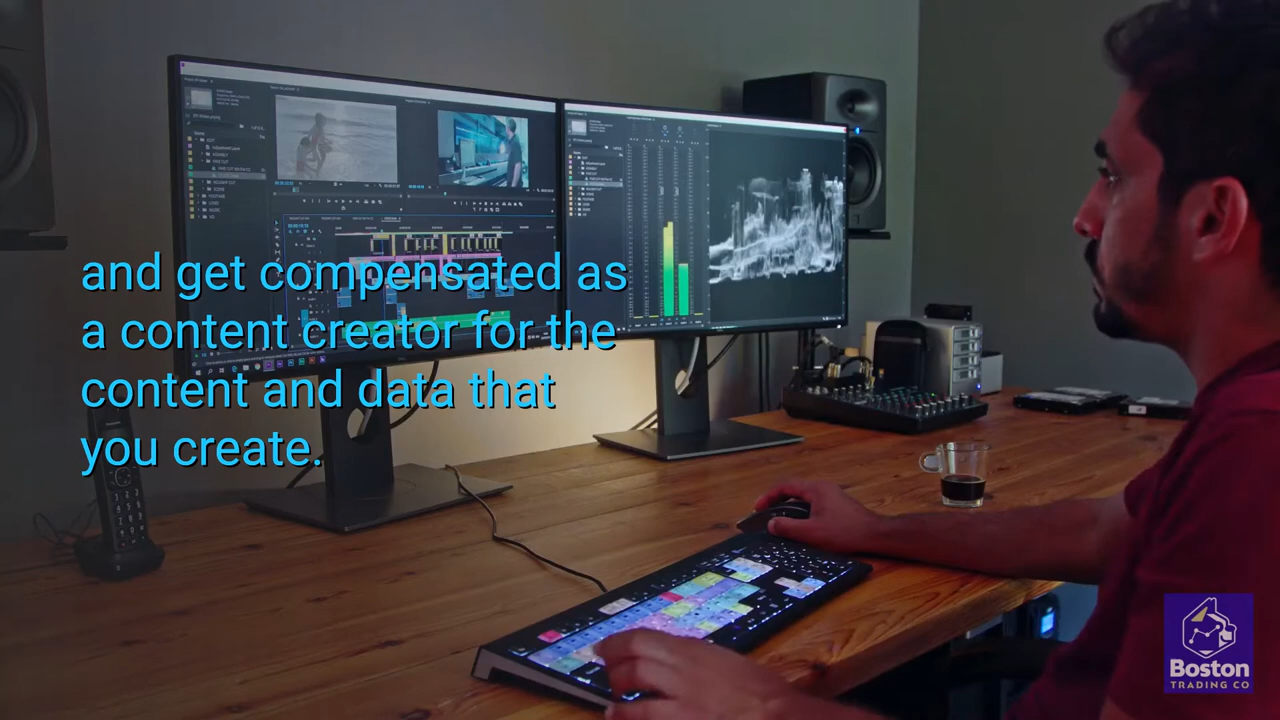 and get compensated as
a content creator for the
content and data that
you create.
Boston
TRADING CO